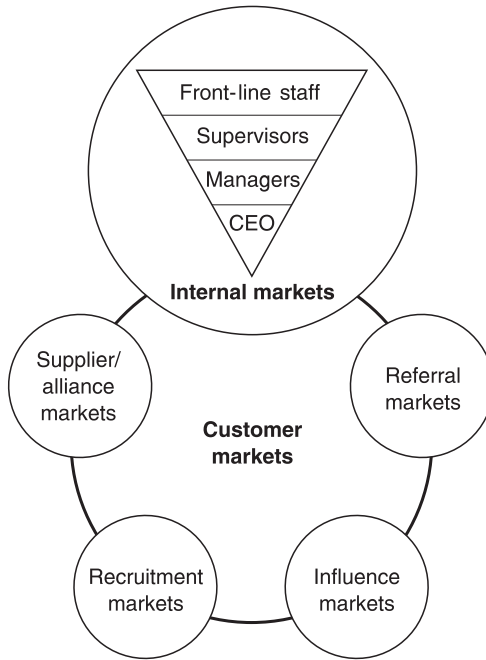 Front-line staff
Supervisors
Managers
CEO
Internal markets
Supplier/
alliance
markets
Referral
markets
Customer
markets
Recruitment
markets
Influence
markets